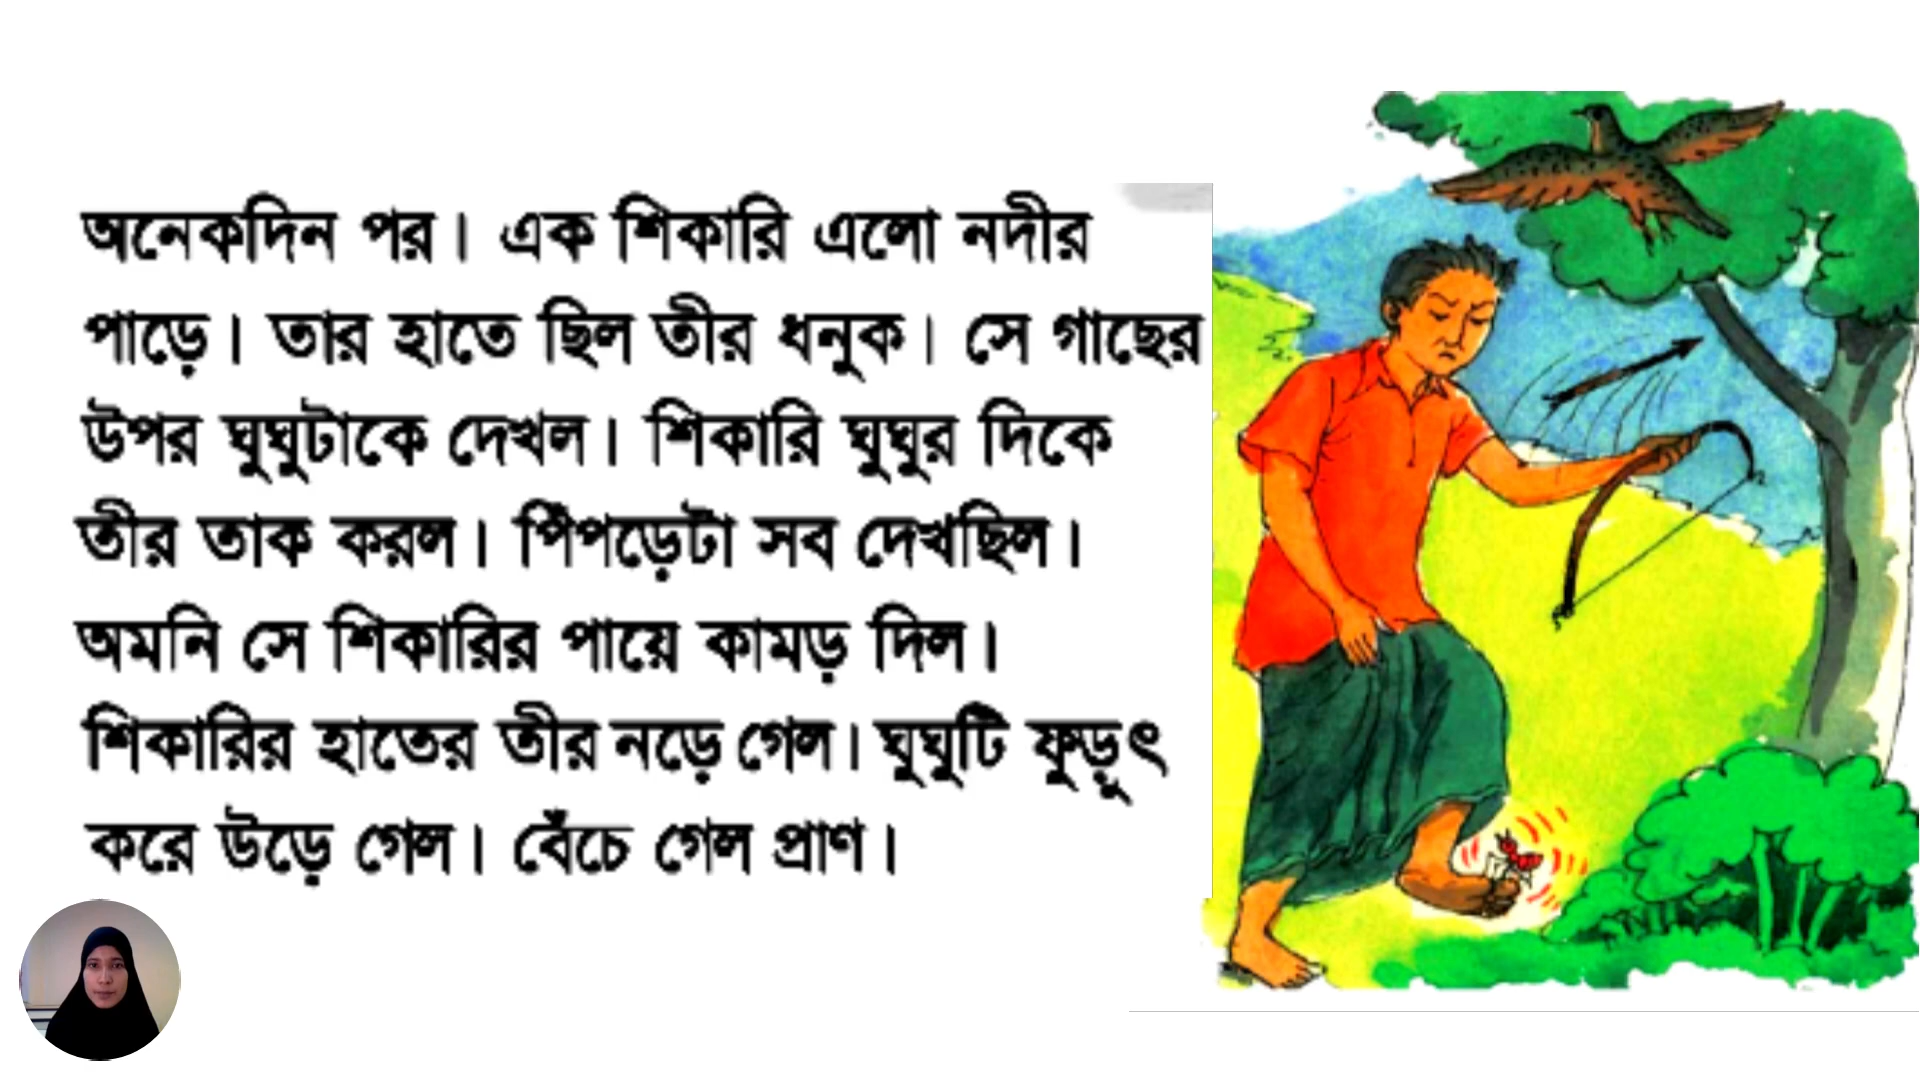 অনেকদিন পর। এক শিকারি এলো নদীর
পাড়ে। তার হাতে ছিল তীর ধনুক। সে গাছের
উপর ঘুঘুটাকে দেখল। শিকারি ঘুঘুর দিকে
তীর তাক করল। পিঁপড়েটা সব দেখছিল।
অমনি সে শিকারির পায়ে কামড় দিল।
শিকারির হাতের তীর নড়ে গেল। ঘুঘুটি ফুড়ুৎ
করে উড়ে গেল। বেঁচে গেল প্রাণ।